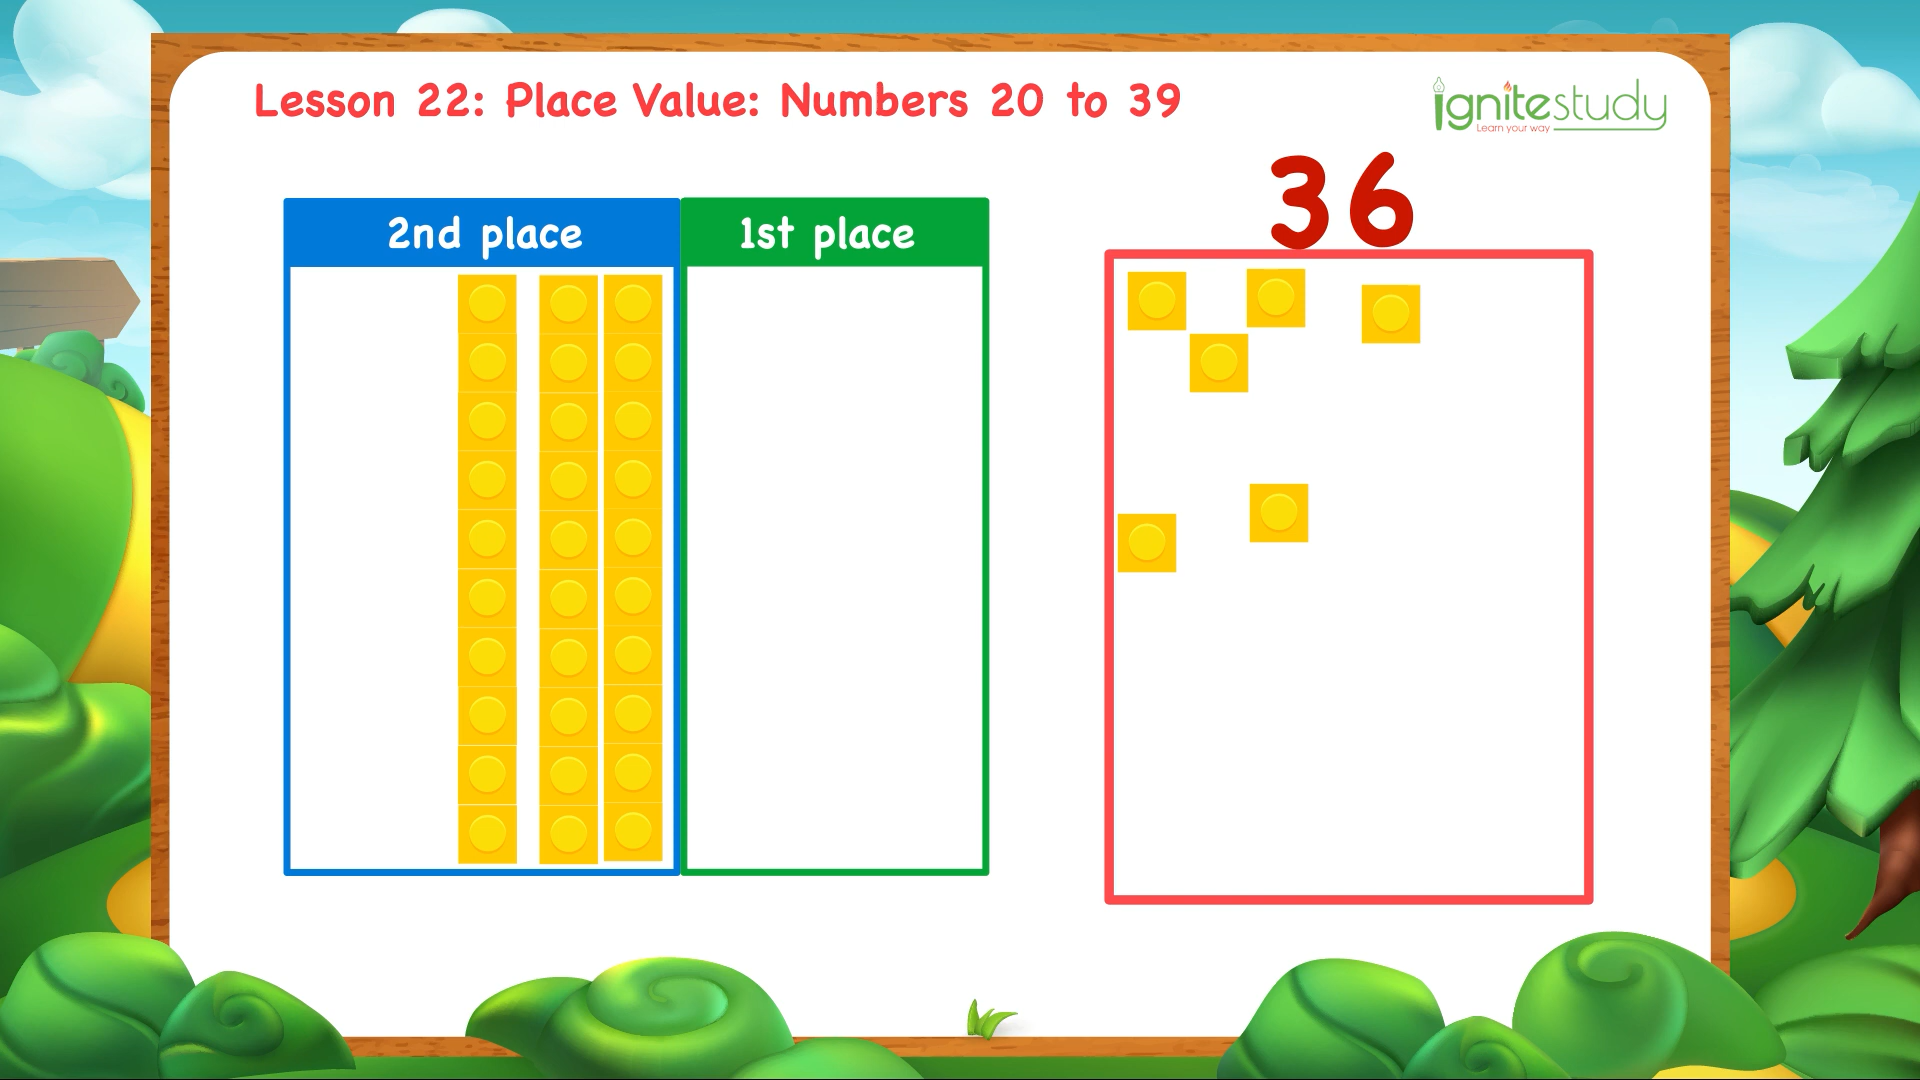 Lesson 22: Place Value: Numbers 20 to 39
ignitestudy
Learn your way
36
2nd place
1st place